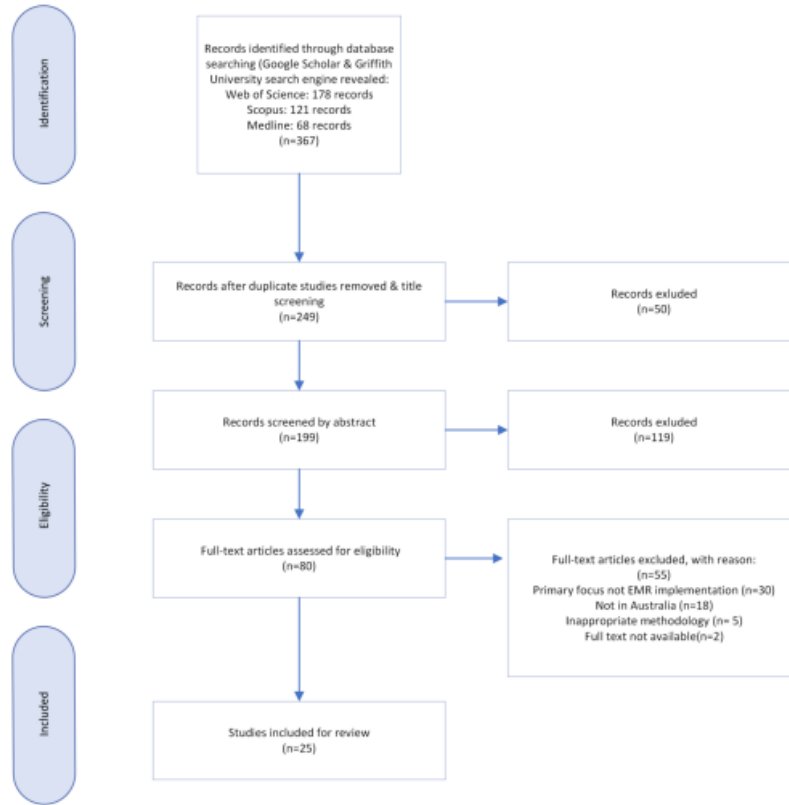 Identification
Records identified through database
searching (Google Scholar & Griffith
University search engine revealed:
Web of Science: 178 records
Scopus: 121 records
Medline: 68 records
(n=367)
Screening
Records after duplicate studies removed & title
screening
(n=249)
Records exluded
(n=50)
Eligibility
Records screened by abstract
(n=199)
Records exluded
(n=119)
Full-text articles assessed for eligibility
(n=80)
Full-text articles excluded, with reason:
(n=55)
Primary focus not EMR implementation (n=30)
Not in Australia (n=18)
Inappropriate methodology (n= 5)
Full text not available(n=2)
Included
Studies included for review
(n=25)